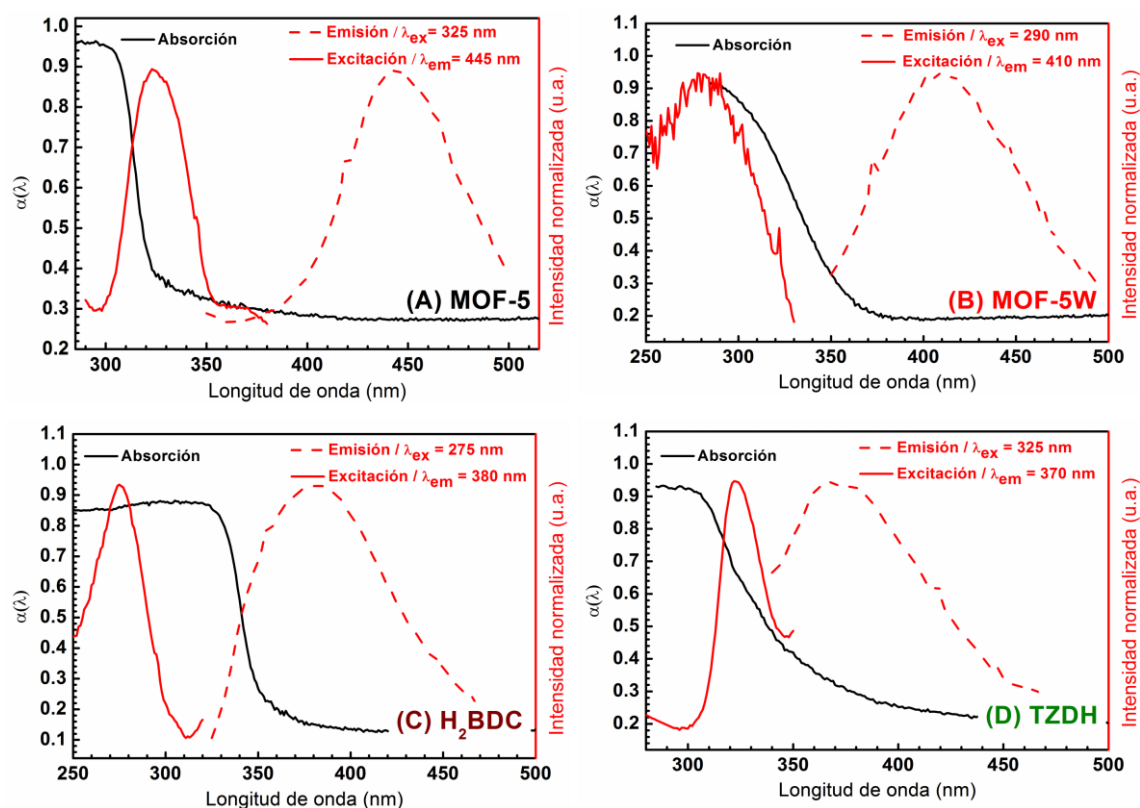 1.0
0.9
0.8
0.7
0.6
0.5
0.4
0.3
0.2
α(λ)
Absorción
Emisión / λex= 325 nm
Excitación / λem= 445 nm
(A) MOF-5
300 350 400 450 500
Longitud de onda (nm)
Intensidad normalizada (u.a.)
1.1
1.0
0.9
0.8
0.7
0.6
0.5
0.4
0.3
0.2
α(λ)
Absorción
Emisión / λex = 290 nm
Excitación / λem = 410 nm
(B) MOF-5W
250 300 350 400 450 500
Longitud de onda (nm)
Intensidad normalizada (u.a.)
1.1
1.0
0.9
0.8
0.7
0.6
0.5
0.4
0.3
0.2
0.1
α(λ)
Absorción
Emisión / λex = 275 nm
Excitación / λem = 380 nm
(C) H2BDC
250 300 350 400 450 500
Longitud de onda (nm)
Intensidad normalizada (u.a.)
1.1
1.0
0.9
0.8
0.7
0.6
0.5
0.4
0.3
0.2
α(λ)
Absorción
Emisión / λex = 325 nm
Excitación / λem = 370 nm
(D) TZDH
300 350 400 450 500
Longitud de onda (nm)
Intensidad normalizada (u.a.)